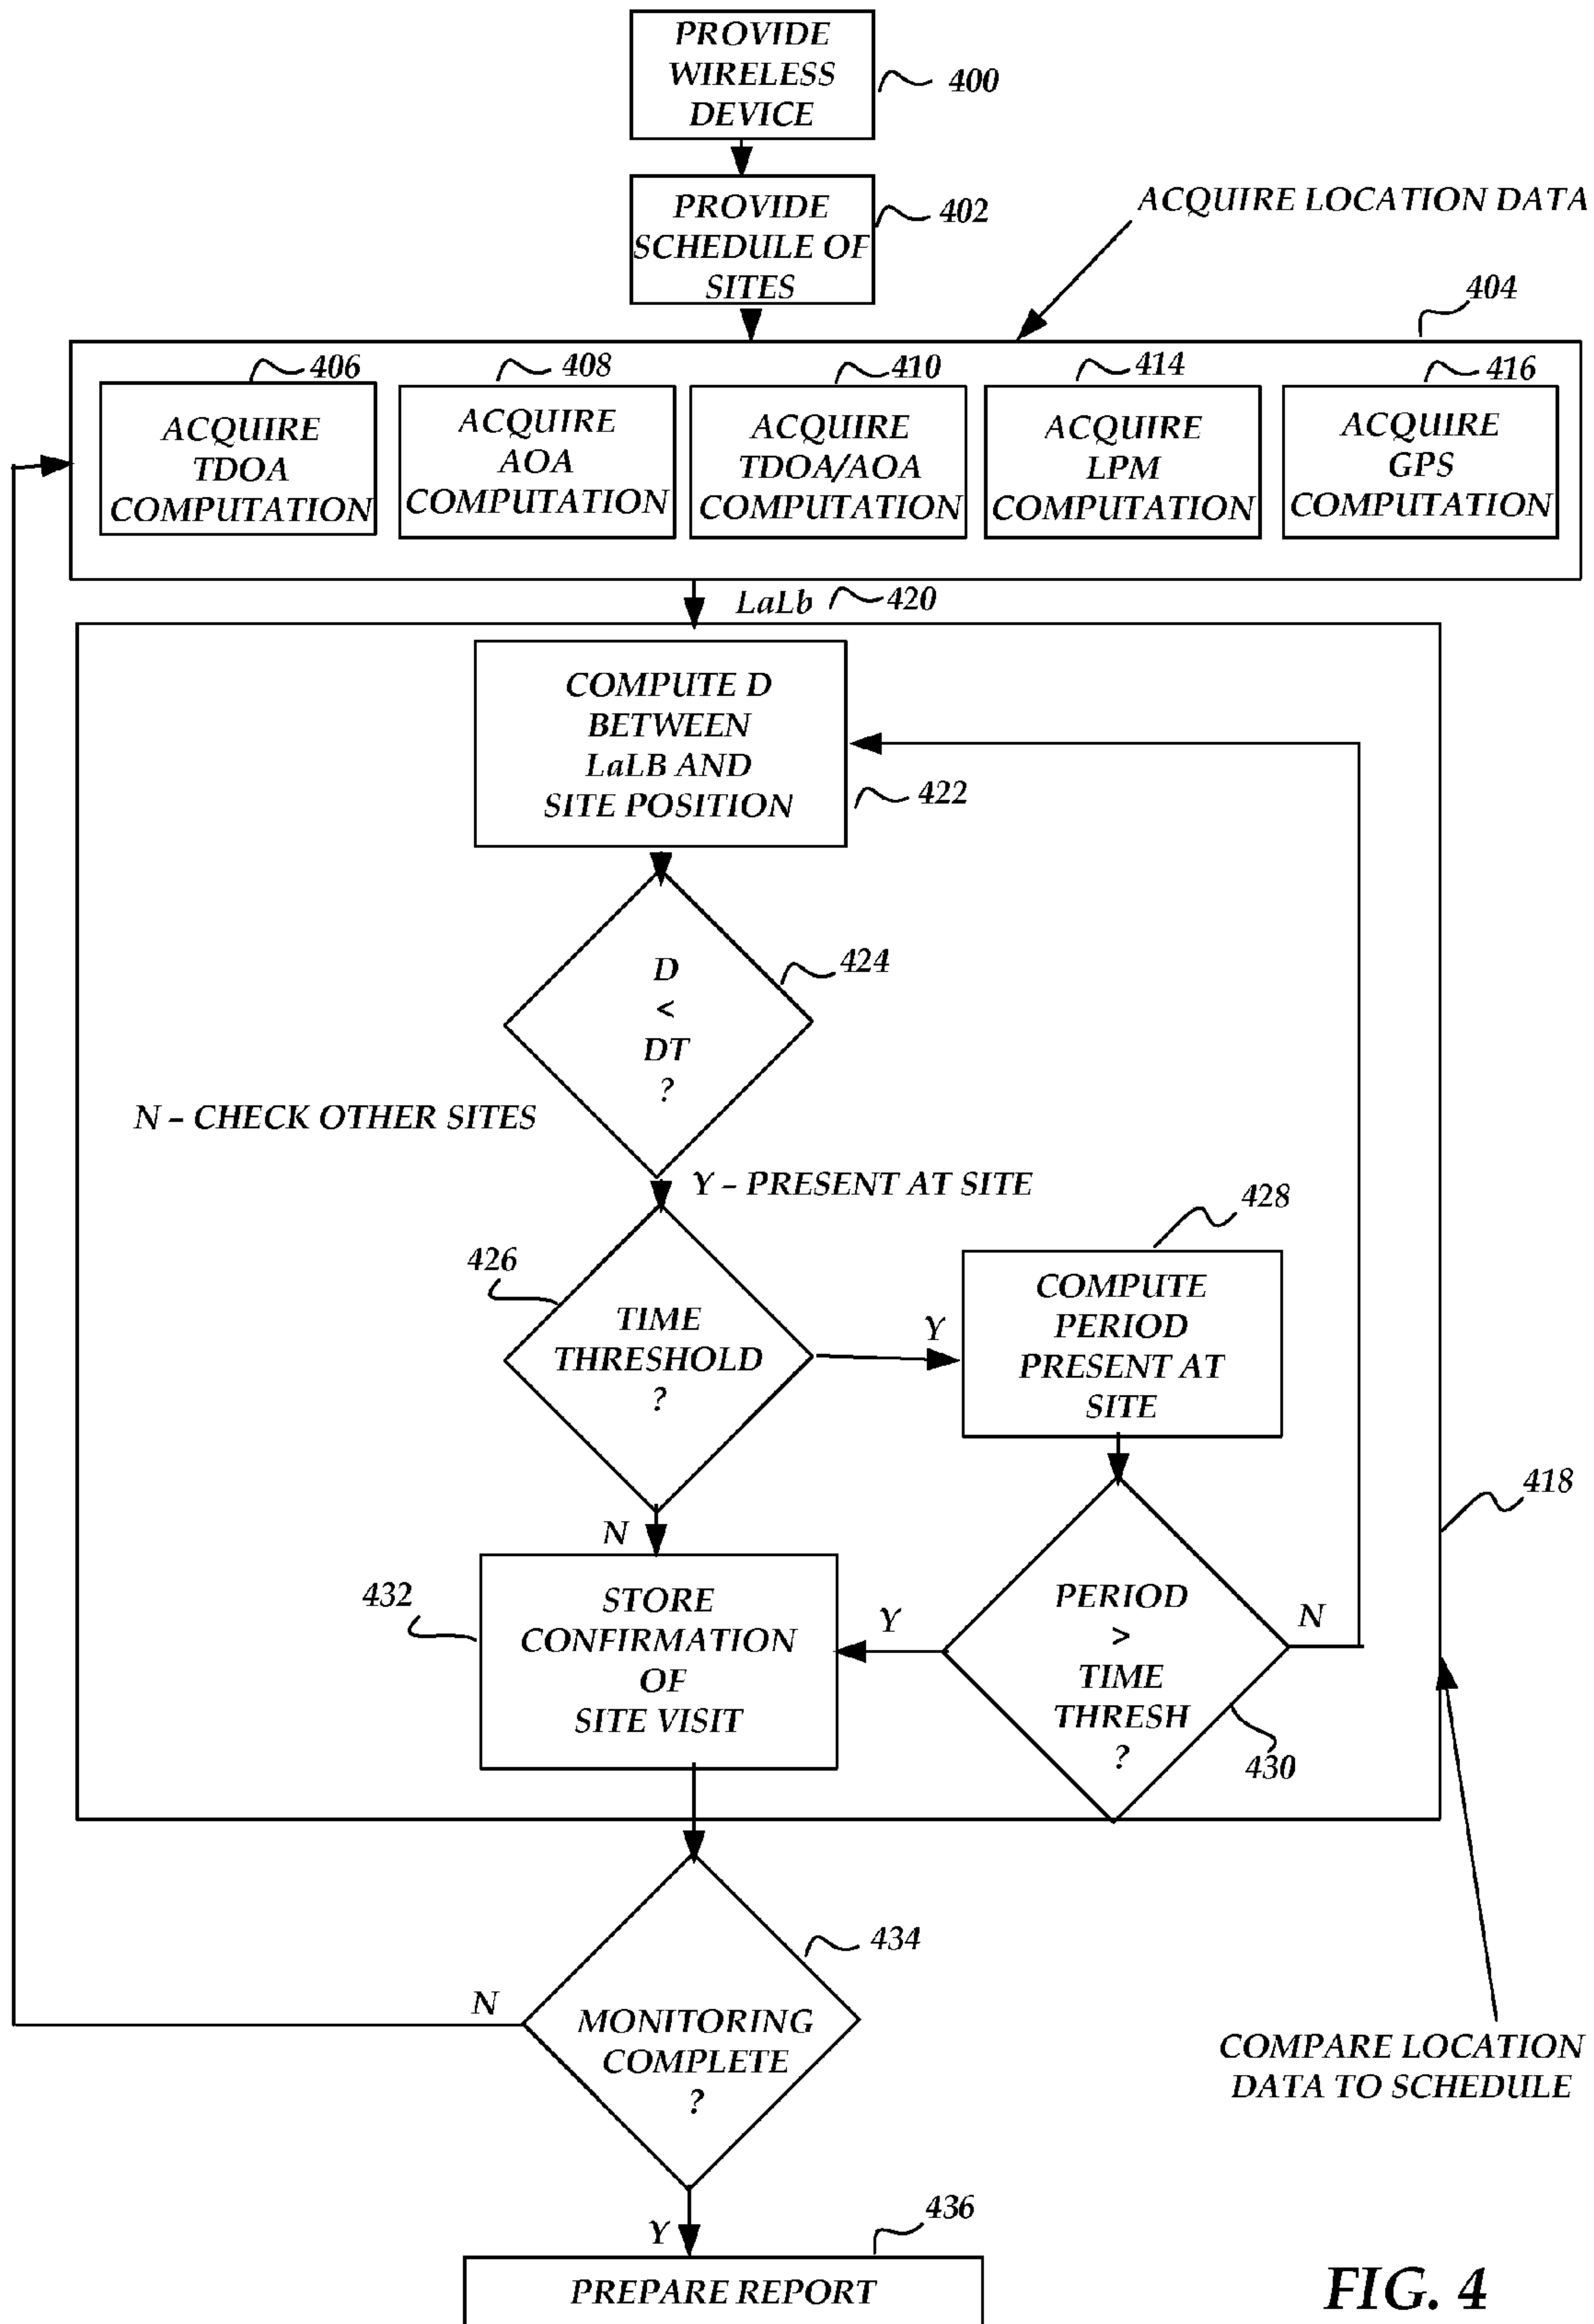 PROVIDE
WIRELESS
DEVICE
400
PROVIDE
SCHEDULE OF
SITES
402
ACQUIRE LOCATION DATA
404
406
ACQUIRE
TDOA
COMPUTATION
408
ACQUIRE
AOA
COMPUTATION
410
ACQUIRE
TDOA/AOA
COMPUTATION
414
ACQUIRE
LPM
COMPUTATION
416
ACQUIRE
GPS
COMPUTATION
LaLb 420
COMPUTE D
BETWEEN
LaLB AND
SITE POSITION
422
D
<
DT
?
424
N – CHECK OTHER SITES
Y – PRESENT AT SITE
426
TIME
THRESHOLD
?
Y
428
COMPUTE
PERIOD
PRESENT AT
SITE
418
N
432
STORE
CONFIRMATION
OF
SITE VISIT
Y
PERIOD
>
TIME
THRESH
?
N
430
434
N
MONITORING
COMPLETE
?
COMPARE LOCATION
DATA TO SCHEDULE
Y
436
PREPARE REPORT
FIG. 4